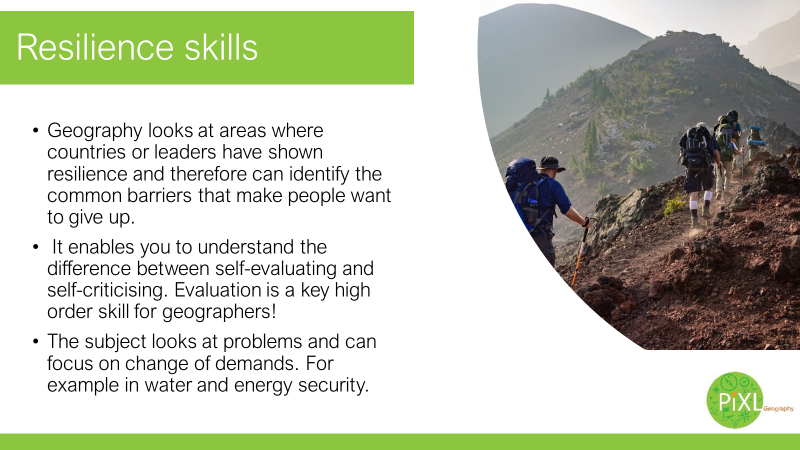 Resilience skills
• Geography looks at areas where
countries or leaders have shown
resilience and therefore can identify the
common barriers that make people want
to give up.
• It enables you to understand the
difference between self-evaluating and
self-criticising. Evaluation is a key high
order skill for geographers!
• The subject looks at problems and can
focus on change of demands. For
example in water and energy security.
PiXL Geography